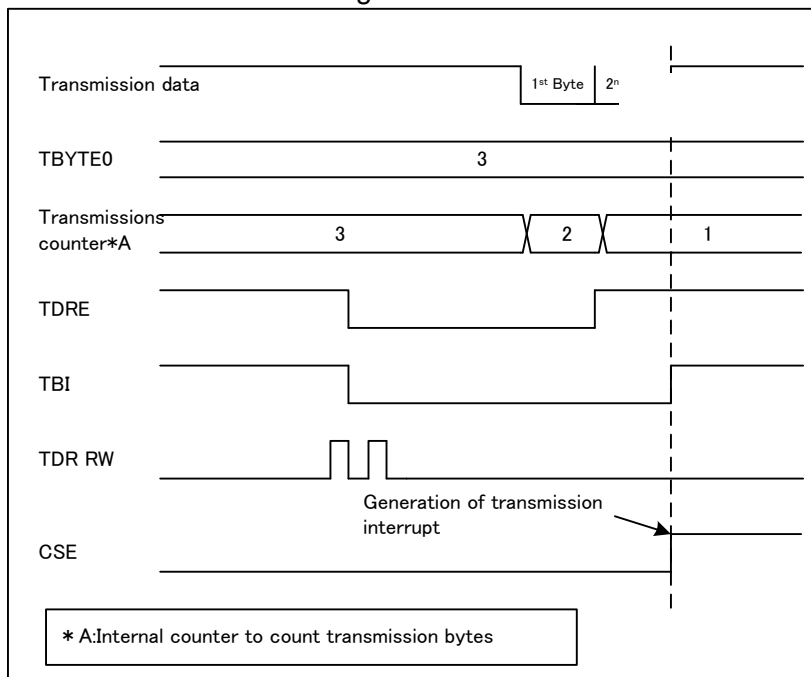 Transmission data
1st Byte
2n
TBYTE0
3
Transmissions
counter*A
3
2
1
TDRE
TBI
TDR RW
Generation of transmission
interrupt
CSE
* A:Internal counter to count transmission bytes